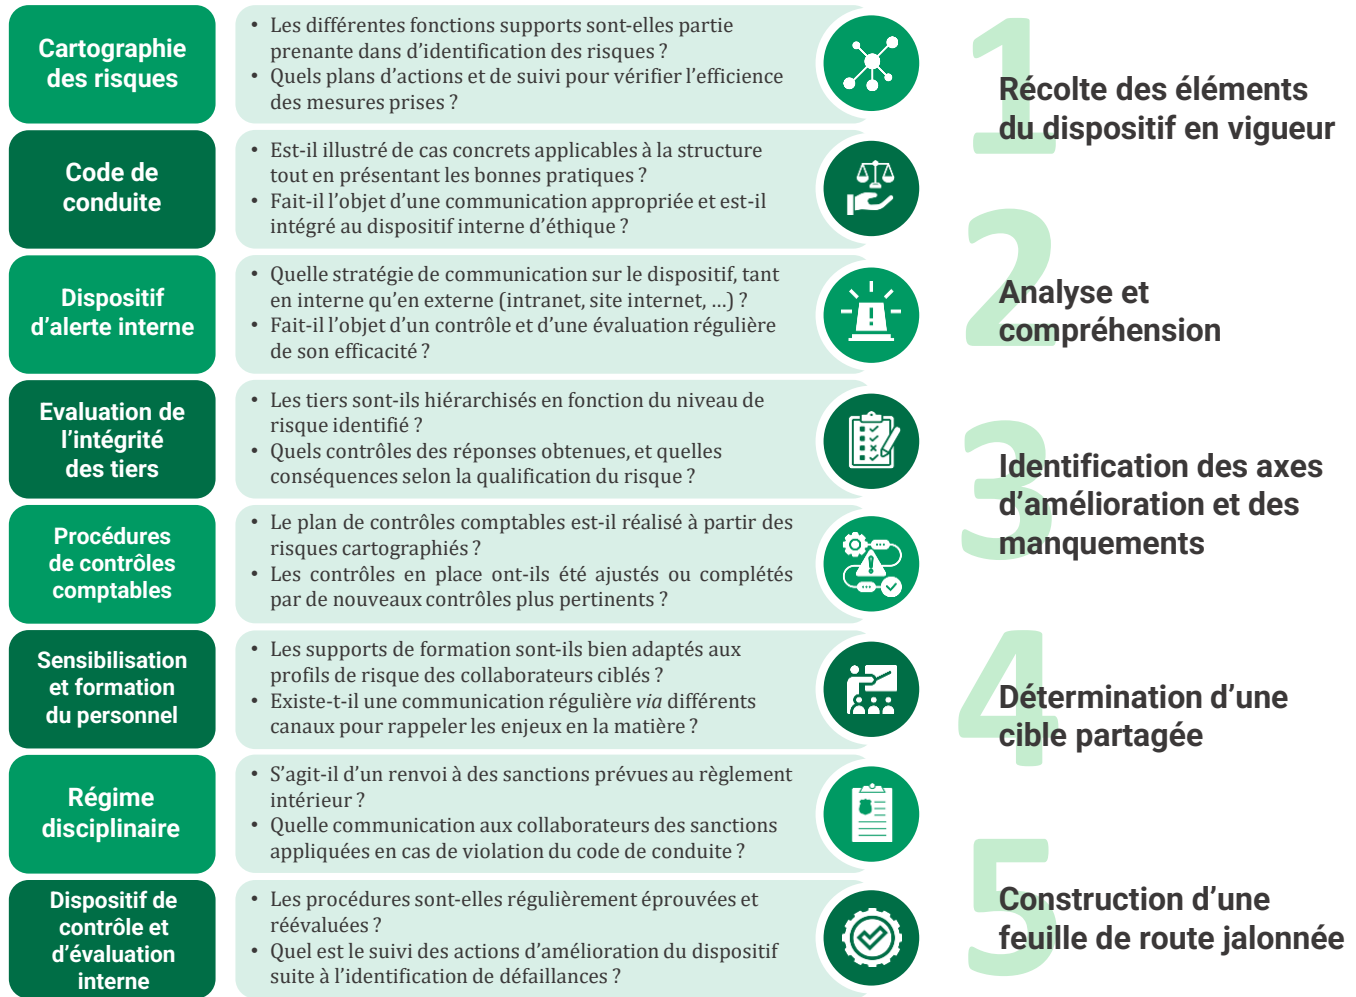 Cartographie
des risques
• Les différentes fonctions supports sont-elles partie
prenante dans d’identification des risques ?
• Quels plans d’actions et de suivi pour vérifier l’efficience
des mesures prises ?
Code de
conduite
• Est-il illustré de cas concrets applicables à la structure
tout en présentant les bonnes pratiques ?
• Fait-il l’objet d’une communication appropriée et est-il
intégré au dispositif interne d’éthique ?
Dispositif
d’alerte interne
• Quelle stratégie de communication sur le dispositif, tant
en interne qu’en externe (intranet, site internet, …) ?
• Fait-il l’objet d’un contrôle et d’une évaluation régulière
de son efficacité ?
Evaluation de
l’intégrité
des tiers
• Les tiers sont-ils hiérarchisés en fonction du niveau de
risque identifié ?
• Quels contrôles des réponses obtenues, et quelles
conséquences selon la qualification du risque ?
Procédures
de contrôles
comptables
• Le plan de contrôles comptables est-il réalisé à partir des
risques cartographiés ?
• Les contrôles en place ont-ils été ajustés ou complétés
par de nouveaux contrôles plus pertinents ?
Sensibilisation
et formation
du personnel
• Les supports de formation sont-ils bien adaptés aux
profils de risque des collaborateurs ciblés ?
• Existe-t-il une communication régulière via différents
canaux pour rappeler les enjeux en la matière ?
Régime
disciplinaire
• S’agit-il d’un renvoi à des sanctions prévues au règlement
intérieur ?
• Quelle communication aux collaborateurs des sanctions
appliquées en cas de violation du code de conduite ?
Dispositif de
contrôle et
d’évaluation
interne
• Les procédures sont-elles régulièrement éprouvées et
réévaluées ?
• Quel est le suivi des actions d’amélioration du dispositif
suite à l’identification de défaillances ?
1
Récolte des éléments
du dispositif en vigueur
2
Analyse et
compréhension
3
Identification des axes
d’amélioration et des
manquements
4
Détermination d’une
cible partagée
5
Construction d’une
feuille de route jalonnée